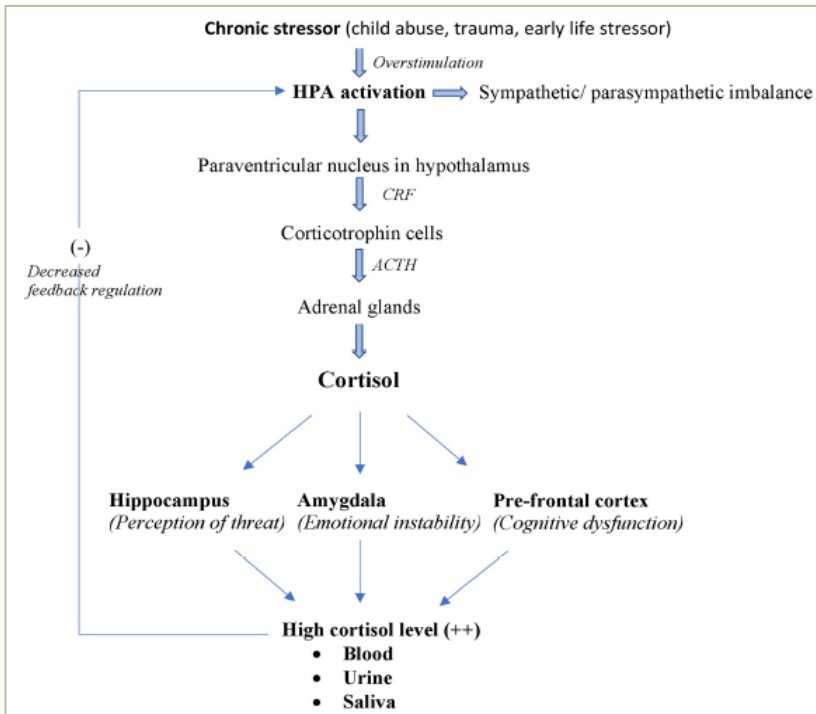 Chronic stressor (child abuse, trauma, early life stressor)
Overstimulation
HPA activation
Sympathetic/ parasympathetic imbalance
Paraventricular nucleus in hypothalamus
CRF
Corticotrophin cells
(-)
Decreased
feedback regulation
ACTH
Adrenal glands
Cortisol
Hippocampus
(Perception of threat)
Amygdala
(Emotional instability)
Pre-frontal cortex
(Cognitive dysfunction)
High cortisol level (++)
• Blood
• Urine
• Saliva